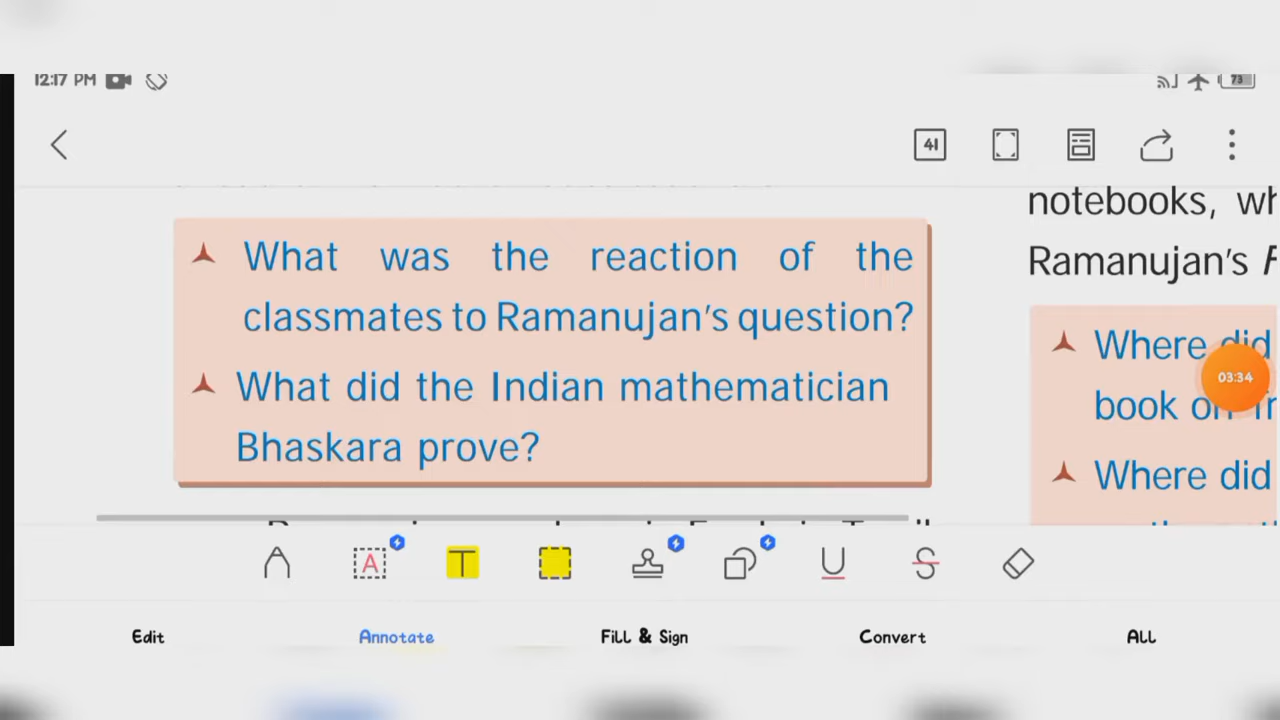 12:17 PM
73
41
What was the reaction of the
classmates to Ramanujan's question?
What did the Indian mathematician
Bhaskara prove?
notebooks,
Ramanujan's
Where did
book
Where did
03:34
A
T
U
S
Edit
Annotate
Fill & Sign
Convert
All